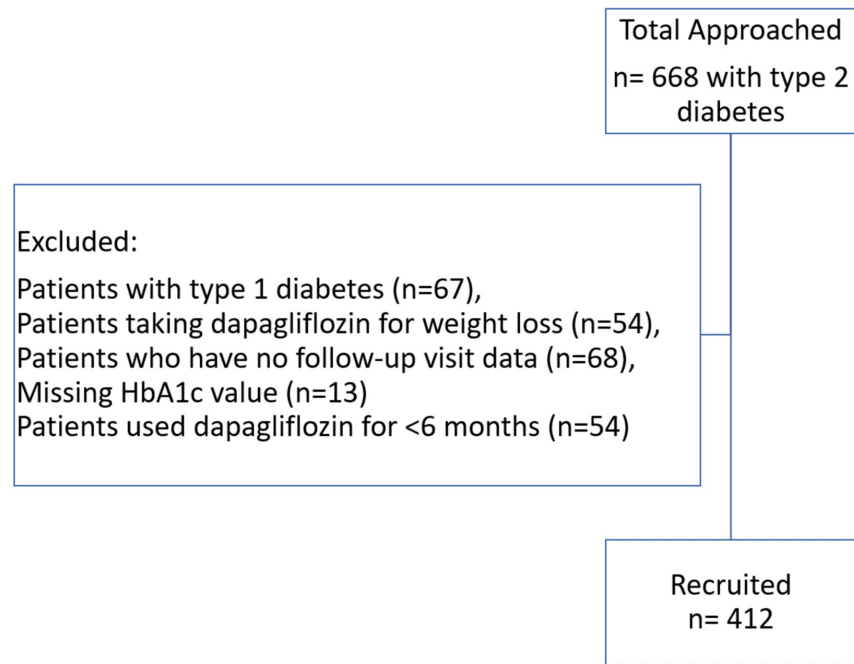 Total Approached
n= 668 with type 2
diabetes
Excluded:
Patients with type 1 diabetes (n=67),
Patients taking dapagliflozin for weight loss (n=54),
Patients who have no follow-up visit data (n=68),
Missing HbA1c value (n=13)
Patients used dapagliflozin for <6 months (n=54)
Recruited
n= 412